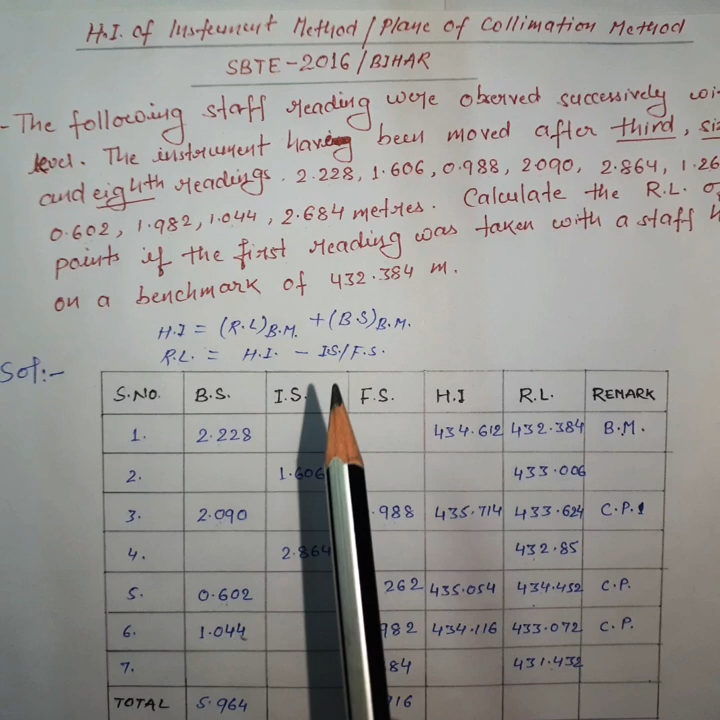 H.I. of Instrument Method / Plane of Collimation Method
SBTE-2016/BIHAR
-The following staff reading were observed successively
level. The instrument having been moved after third,
and eighth readings. 2.228, 1.606, 0.988, 2.090, 2.864, 1.26
0.602, 1.982, 1.044, 2.684 metres. Calculate the R.L. of
points if the first reading was taken with a staff
on a benchmark of 432.384 m.
H.I = (R.L)B.M. + (B.S)B.M.
R.L. = H.I. - I.S/F.S.
Sol:-
S.NO. B.S. I.S. F.S. H.I R.L. REMARK
1. 2.228 434.612 432.384 B.M.
2. 1.606 433.006
3. 2.090 .988 435.714 433.624 C.P.1
4. 2.864 432.85
5. 0.602 262 435.054 434.452 C.P.
6. 1.044 982 434.116 433.072 C.P.
7. 84 431.432
TOTAL 5.964 16